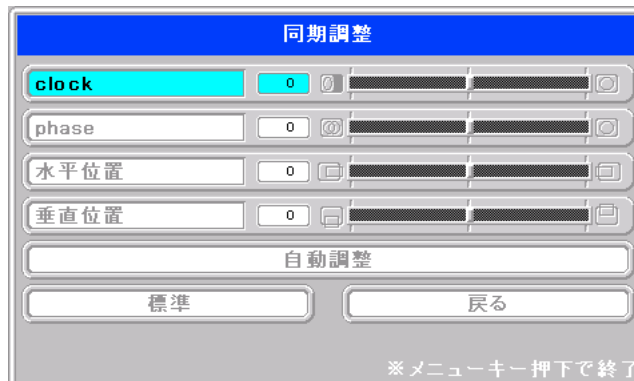 同期調整
clock 0
phase 0
水平位置 0
垂直位置 0
自動調整
標準 戻る
※メニューキー押下で終了